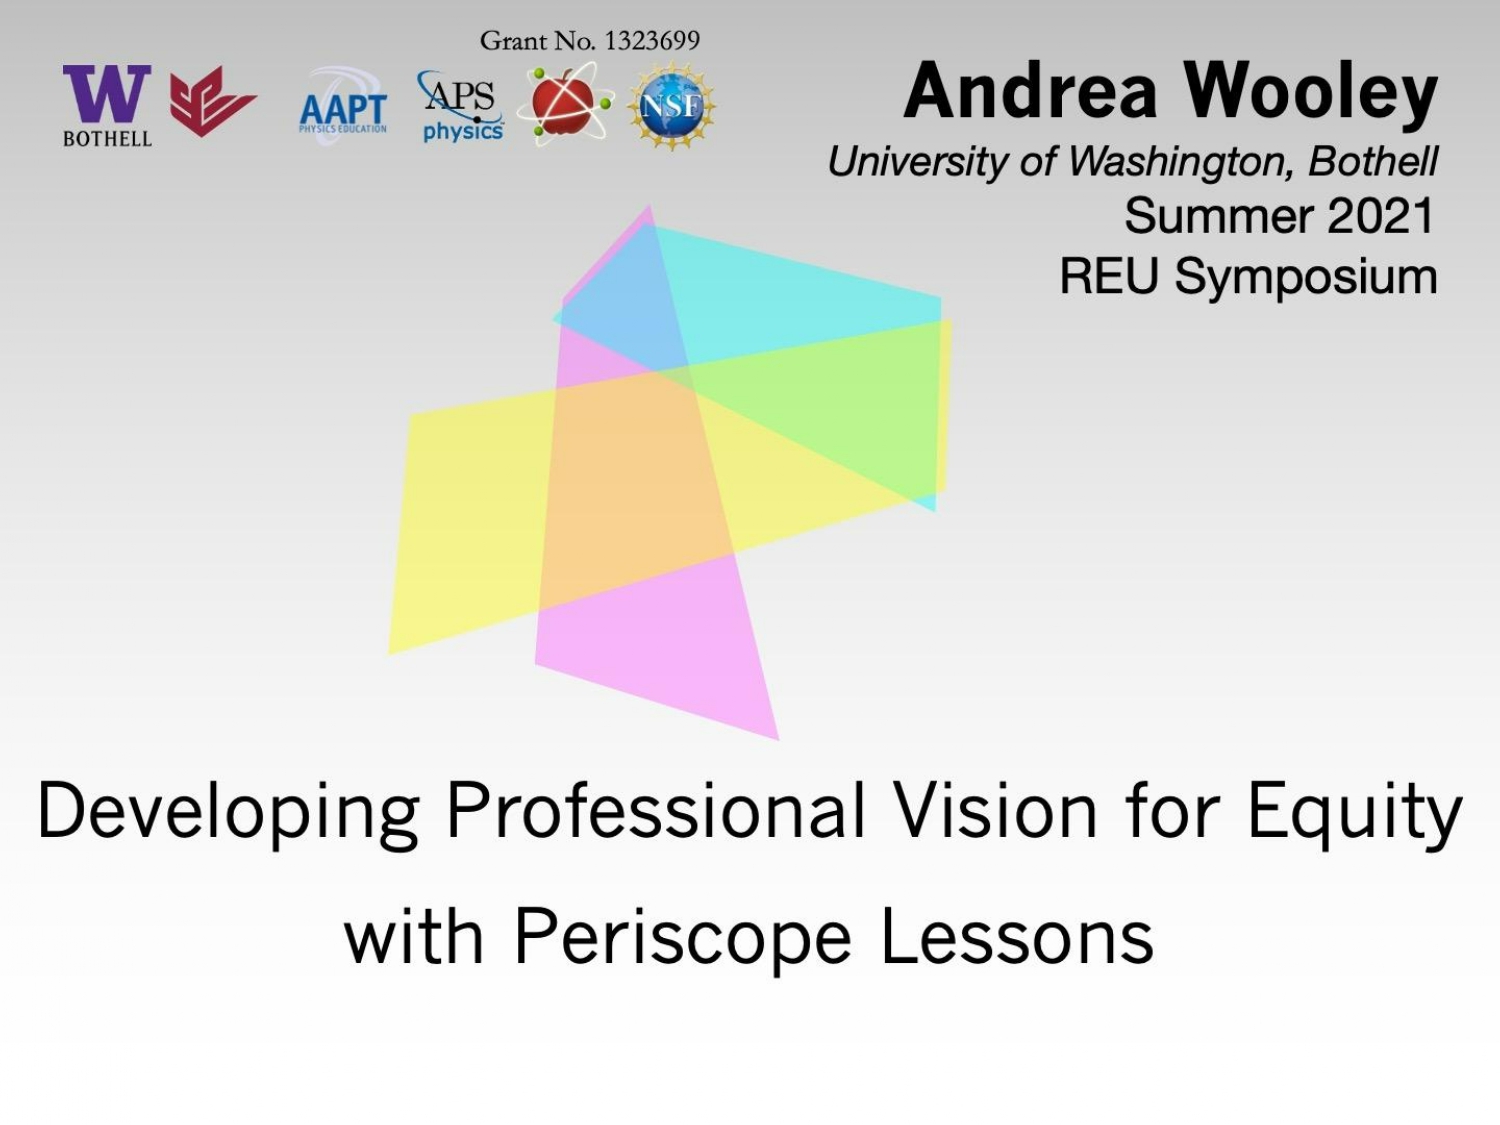 Grant No. 1323699
W
BOTHELL
AAPT
PHYSICS EDUCATION
APS
physics
NSF
Andrea Wooley
University of Washington, Bothell
Summer 2021
REU Symposium
Developing Professional Vision for Equity
with Periscope Lessons